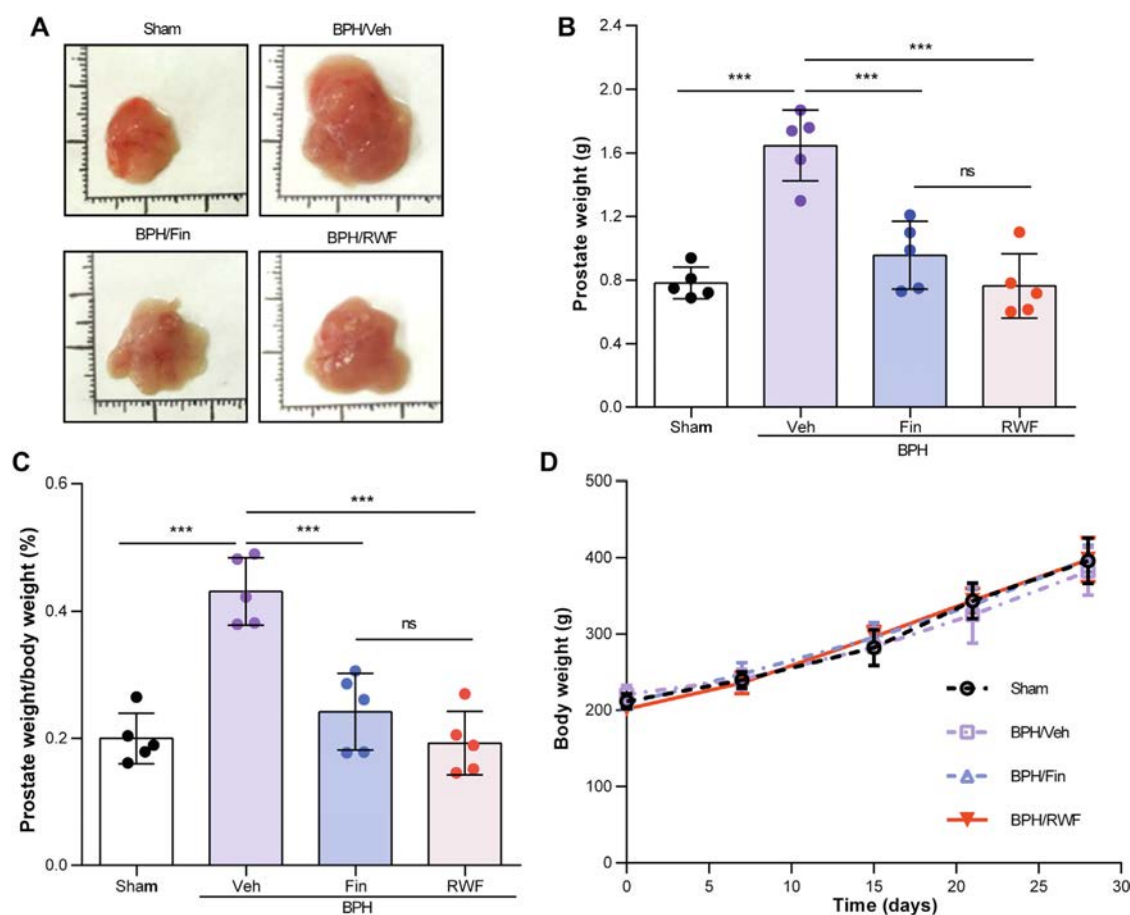 A
Sham
BPH/Veh
BPH/Fin
BPH/RWF
B
Prostate weight (g)
2.4
2.0
1.6
1.2
0.8
0.4
0.0
***
***
***
ns
Sham
Veh
Fin
RWF
BPH
C
Prostate weight/body weight (%)
0.6
0.4
0.2
0.0
***
***
***
ns
Sham
Veh
Fin
RWF
BPH
D
Body weight (g)
500
400
300
200
100
0
Sham
BPH/Veh
BPH/Fin
BPH/RWF
0
5
10
15
20
25
30
Time (days)